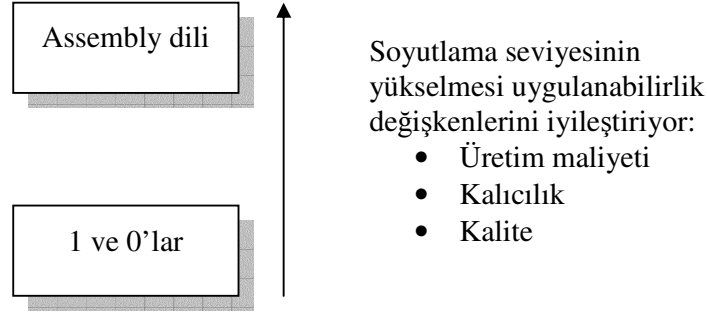 Assembly dili
1 ve 0’lar
Soyutlama seviyesinin
yükselmesi uygulanabilirlik
değişkenlerini iyileştiriyor:
• Üretim maliyeti
• Kalıcılık
• Kalite